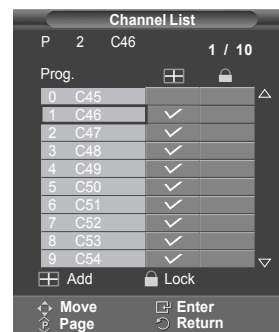 Channel List
P 2 C46
1 / 10
Prog.
0 C45
1 C46
2 C47
3 C48
4 C49
5 C50
6 C51
7 C52
8 C53
9 C54
Add Lock
Move Enter
P Page Return